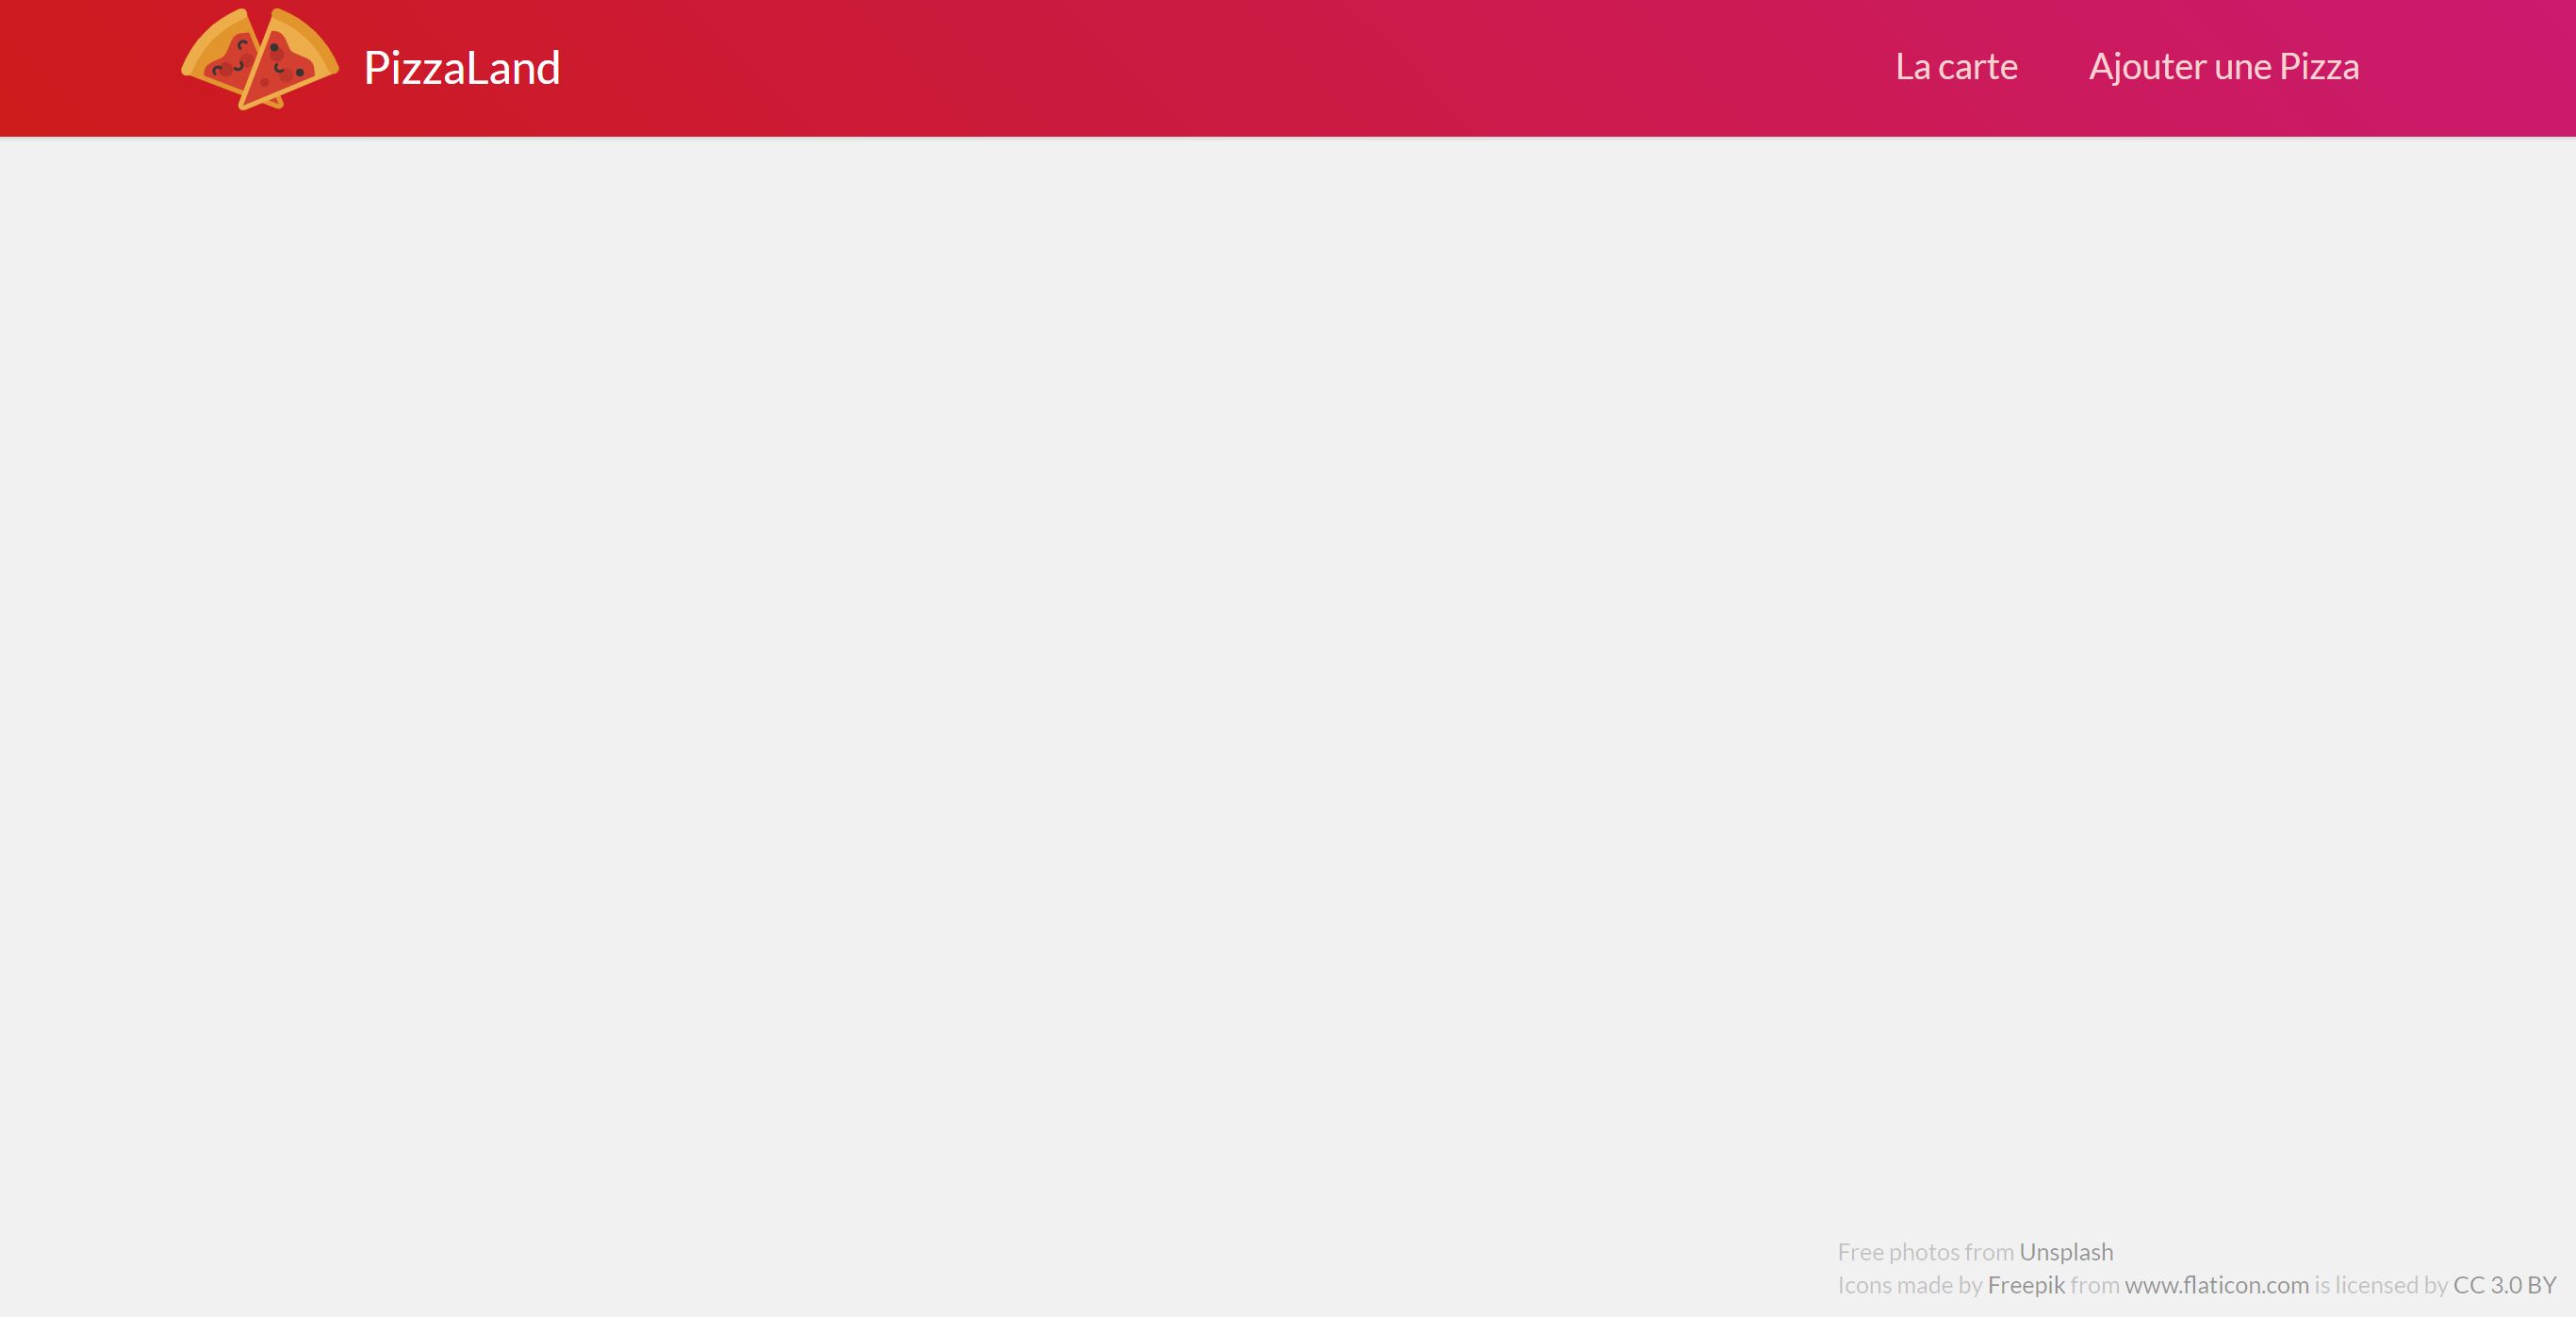 PizzaLand
La carte
Ajouter une Pizza
Free photos from Unsplash
Icons made by Freepik from www.flaticon.com is licensed by CC 3.0 BY